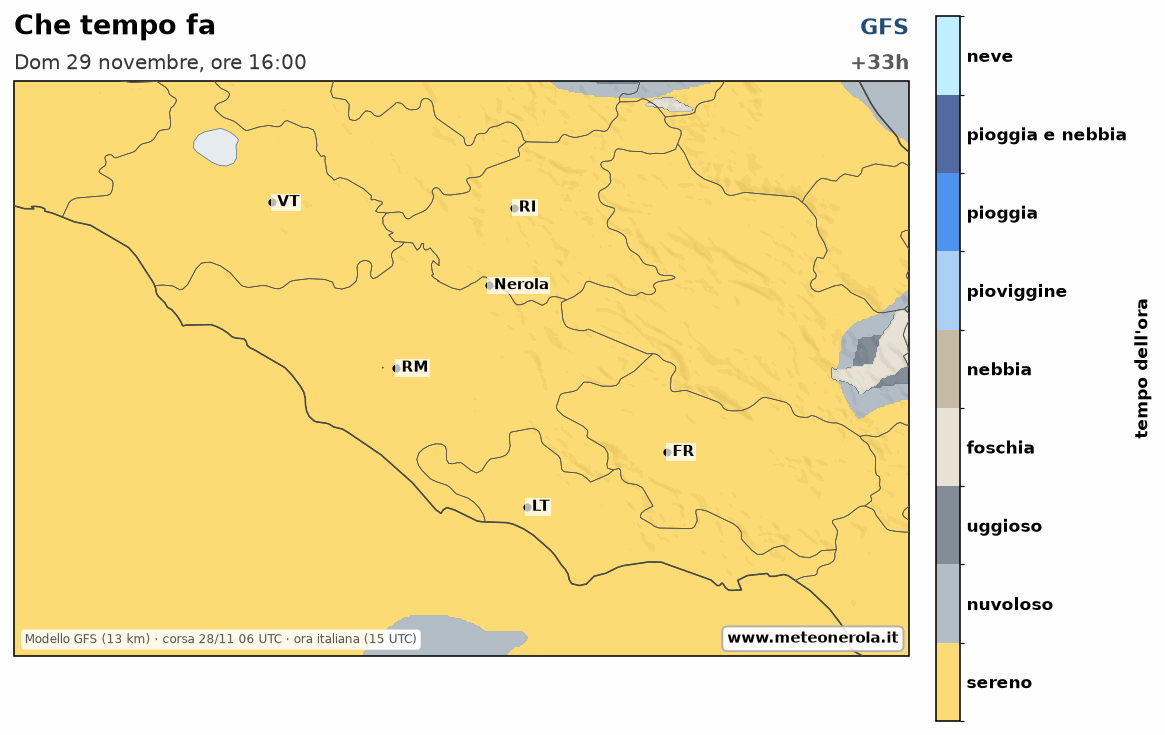 Che tempo fa
GFS
Dom 29 novembre, ore 16:00
+33h
VT
RI
Nerola
RM
FR
LT
Modello GFS (13 km) · corsa 28/11 06 UTC · ora italiana (15 UTC)
www.meteonerola.it
neve
pioggia e nebbia
pioggia
pioviggine
nebbia
foschia
uggioso
nuvoloso
sereno
tempo dell'ora